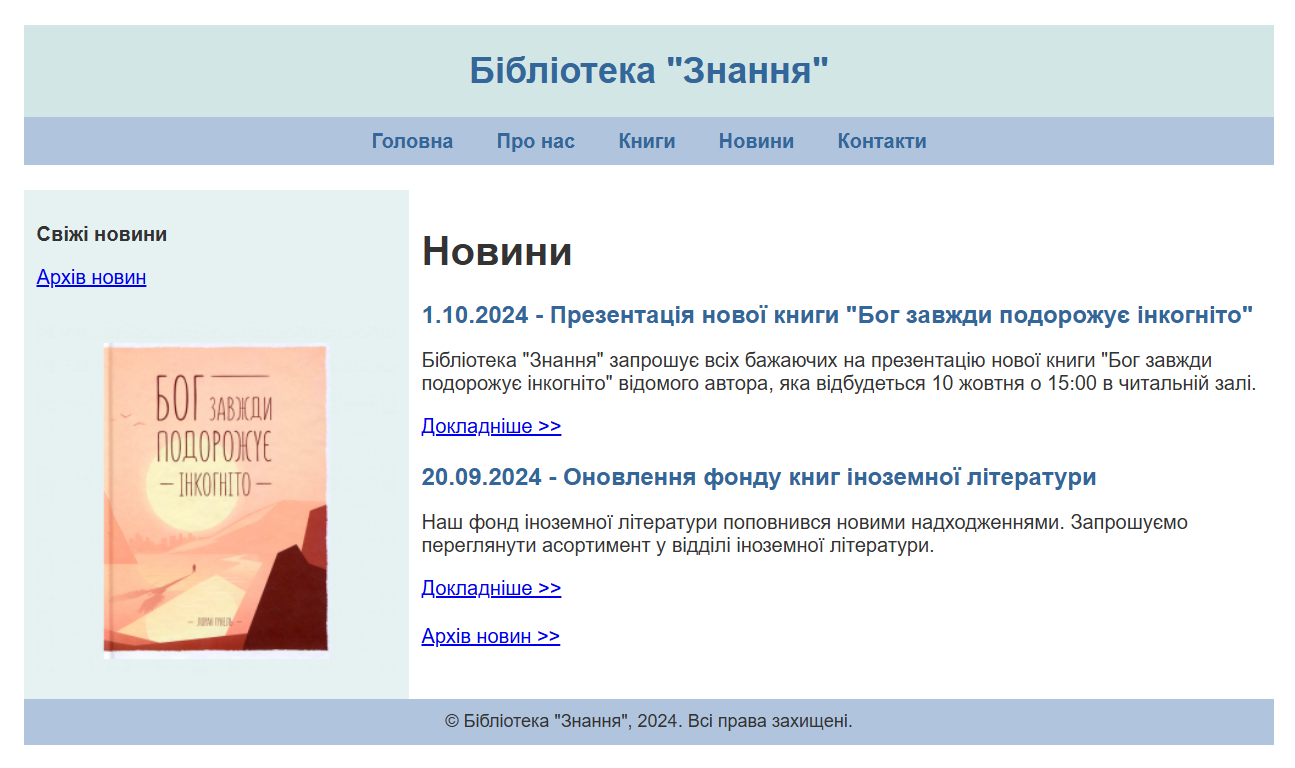 Бібліотека "Знання"
Головна Про нас Книги Новини Контакти
Свіжі новини
Архів новин
БОГ ЗАВЖДИ
ПОДОРОЖУЄ
— ІНКОГНІТО —
Новини
1.10.2024 - Презентація нової книги "Бог завжди подорожує інкогніто"
Бібліотека "Знання" запрошує всіх бажаючих на презентацію нової книги "Бог завжди
подорожує інкогніто" відомого автора, яка відбудеться 10 жовтня о 15:00 в читальній залі.
Докладніше >>
20.09.2024 - Оновлення фонду книг іноземної літератури
Наш фонд іноземної літератури поповнився новими надходженнями. Запрошуємо
переглянути асортимент у відділі іноземної літератури.
Докладніше >>
Архів новин >>
© Бібліотека "Знання", 2024. Всі права захищені.